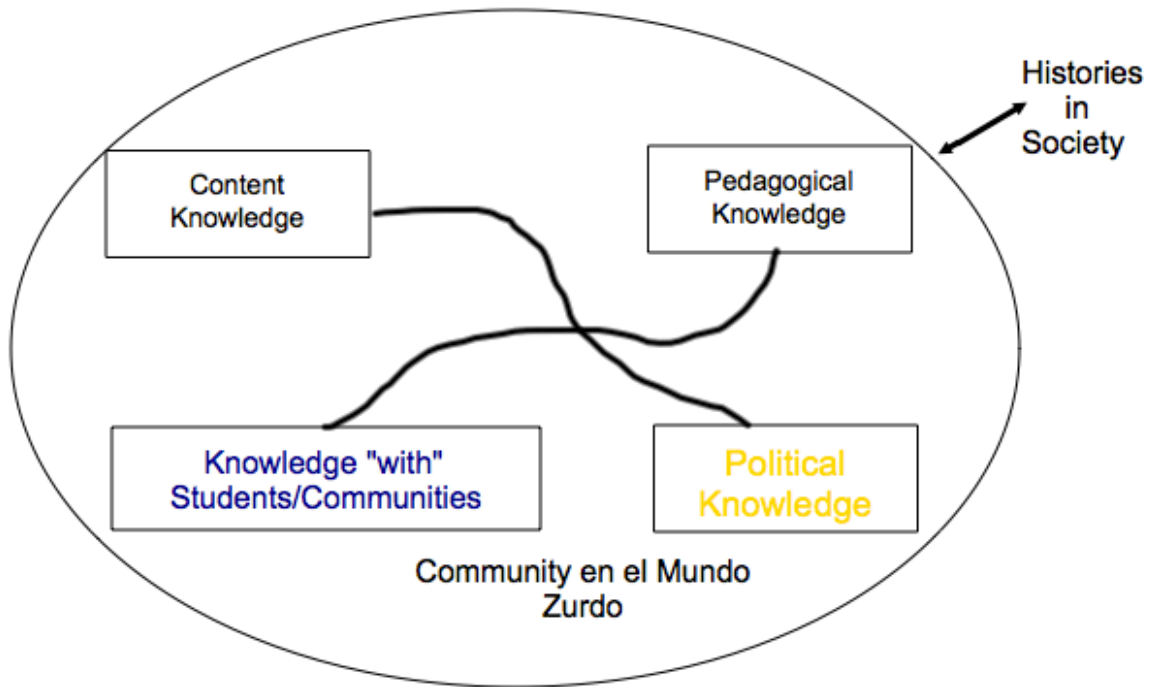 Histories
in
Society
Content
Knowledge
Pedagogical
Knowledge
Knowledge "with"
Students/Communities
Political
Knowledge
Community en el Mundo
Zurdo